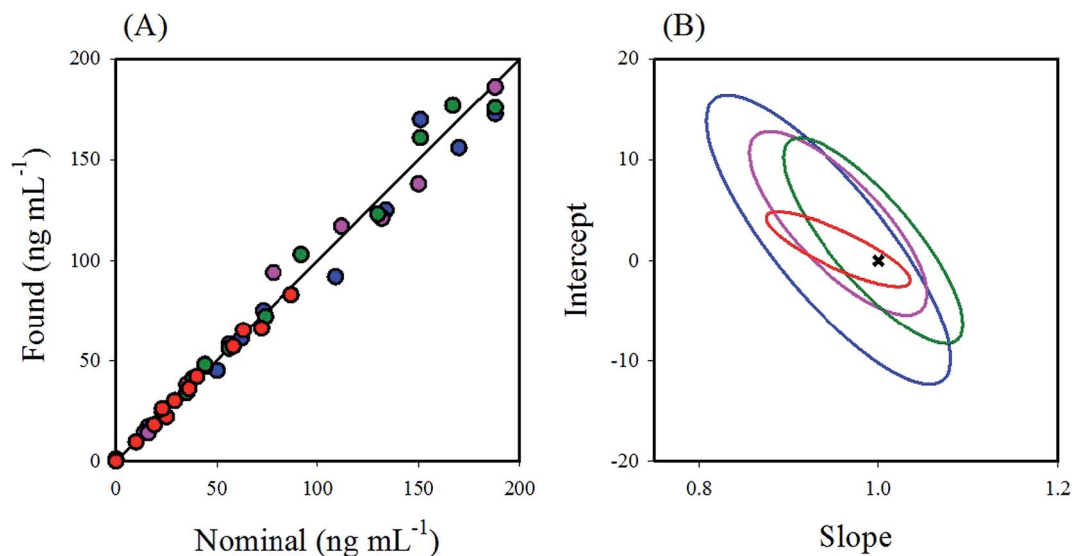 (A)
200
150
100
50
0
0 50 100 150 200
Found (ng mL⁻¹)
Nominal (ng mL⁻¹)
(B)
20
10
0
-10
-20
0.8 1.0 1.2
Intercept
Slope